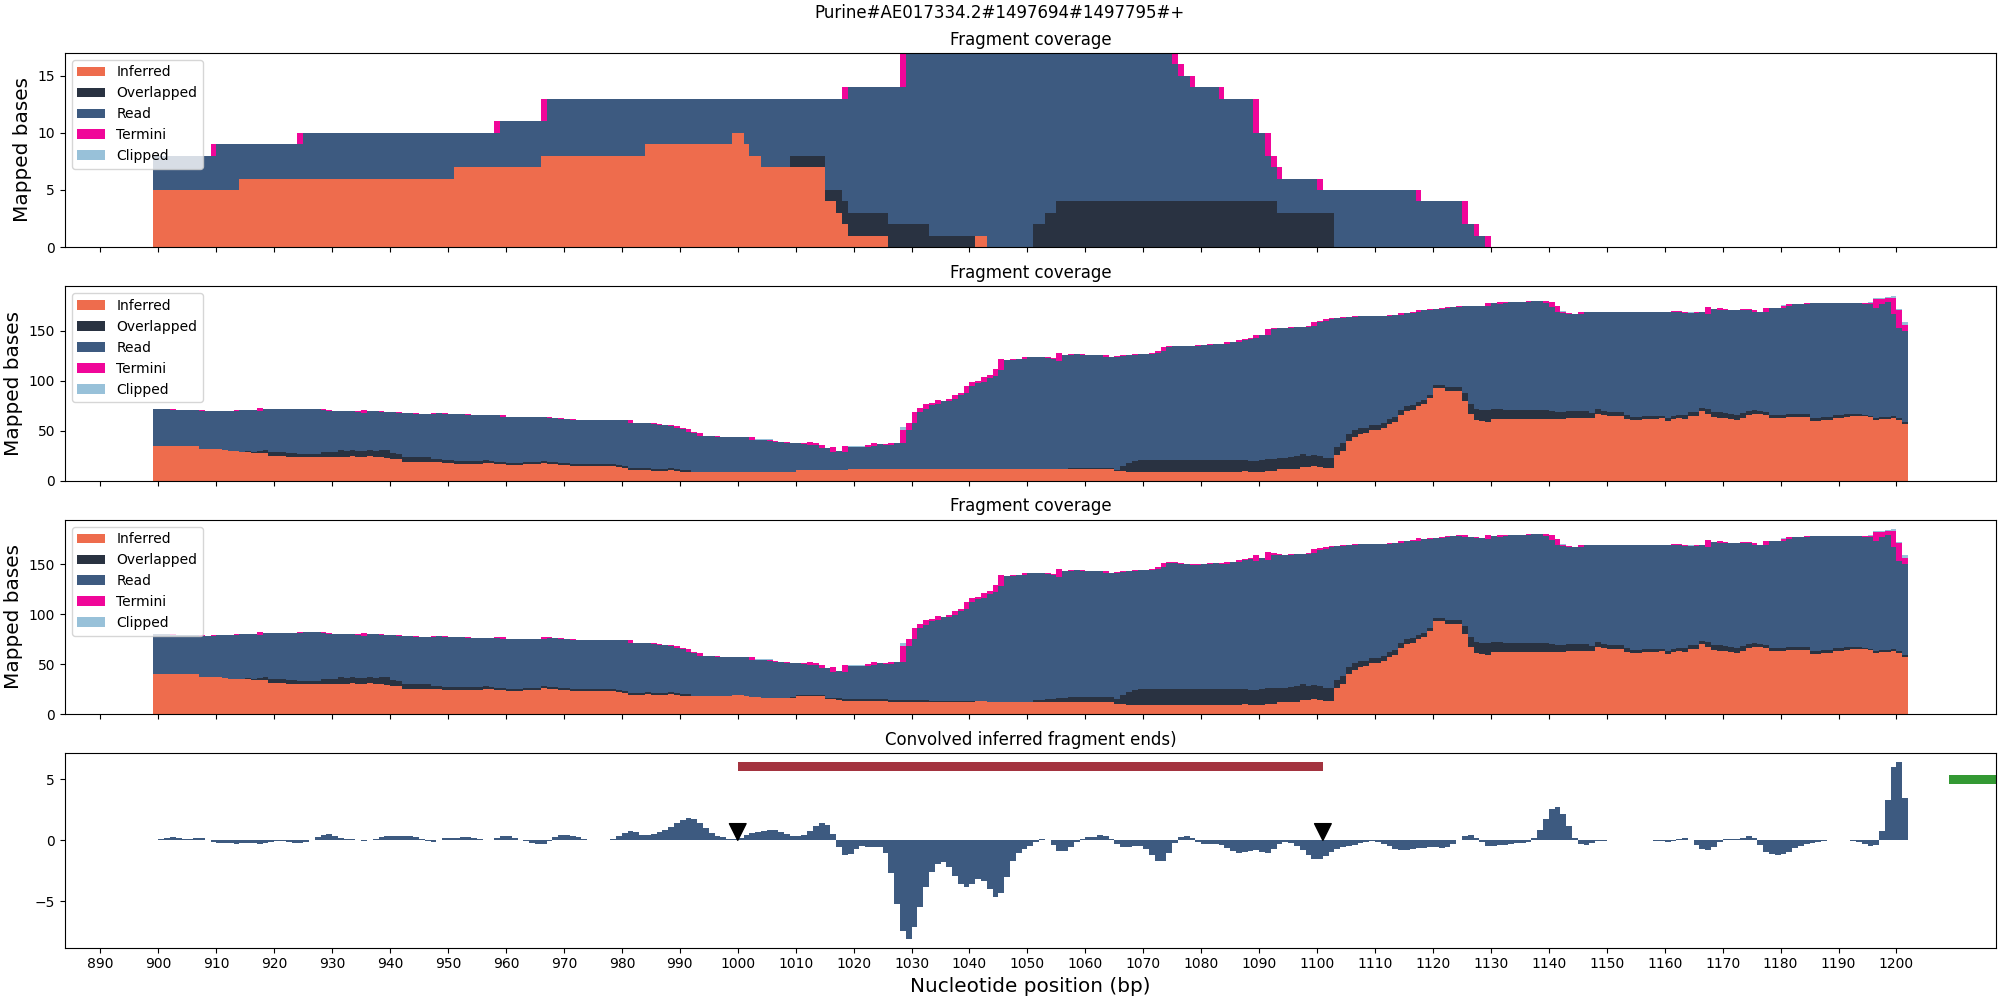 Purine#AE017334.2#1497694#1497795#+
Fragment coverage
Mapped bases
15
10
5
0
Inferred
Overlapped
Read
Termini
Clipped
Fragment coverage
Mapped bases
150
100
50
0
Inferred
Overlapped
Read
Termini
Clipped
Fragment coverage
Mapped bases
150
100
50
0
Inferred
Overlapped
Read
Termini
Clipped
Convolved inferred fragment ends)
5
0
−5
890 900 910 920 930 940 950 960 970 980 990 1000 1010 1020 1030 1040 1050 1060 1070 1080 1090 1100 1110 1120 1130 1140 1150 1160 1170 1180 1190 1200
Nucleotide position (bp)